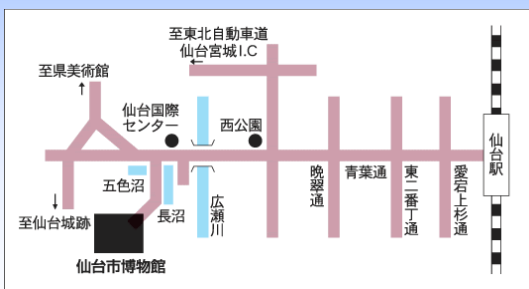 至東北自動車道
仙台宮城I.C
至県美術館
仙台国際
センター
西公園
仙台駅
五色沼
長沼
広瀬川
晩翠通
青葉通
東二番丁通
愛宕上杉通
至仙台城跡
仙台市博物館